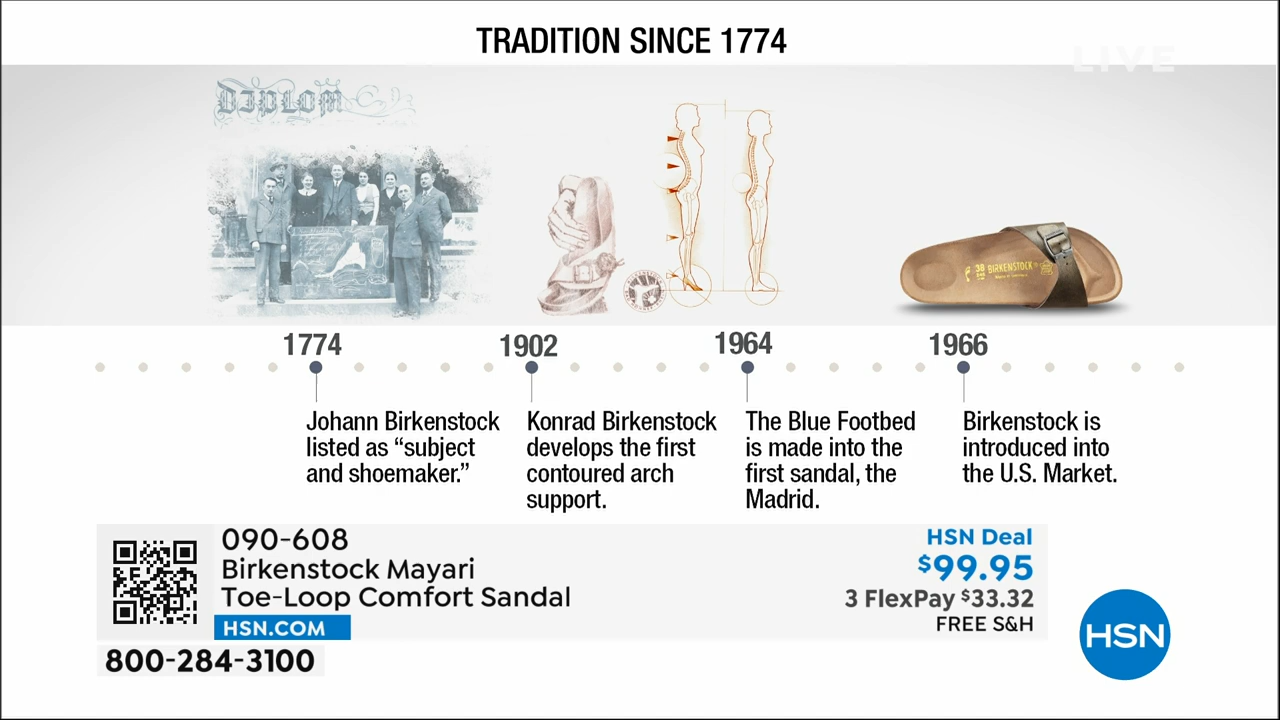 TRADITION SINCE 1774
LIVE
Diplom
38
BIRKENSTOCK
1774
1902
1964
1966
Johann Birkenstock
listed as “subject
and shoemaker.”
Konrad Birkenstock
develops the first
contoured arch
support.
The Blue Footbed
is made into the
first sandal, the
Madrid.
Birkenstock is
introduced into
the U.S. Market.
090-608
Birkenstock Mayari
Toe-Loop Comfort Sandal
HSN.COM
800-284-3100
HSN Deal
$99.95
3 FlexPay $33.32
FREE S&H
HSN